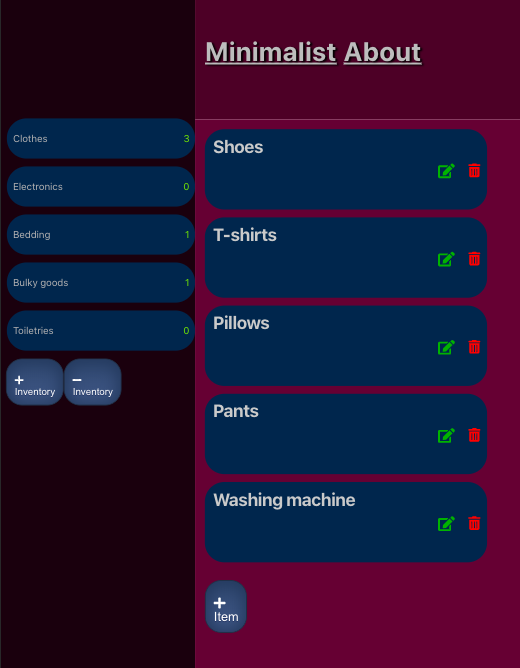 Minimalist About
Clothes 3
Electronics 0
Bedding 1
Bulky goods 1
Toiletries 0
+
Inventory
−
Inventory
Shoes
T-shirts
Pillows
Pants
Washing machine
+
Item